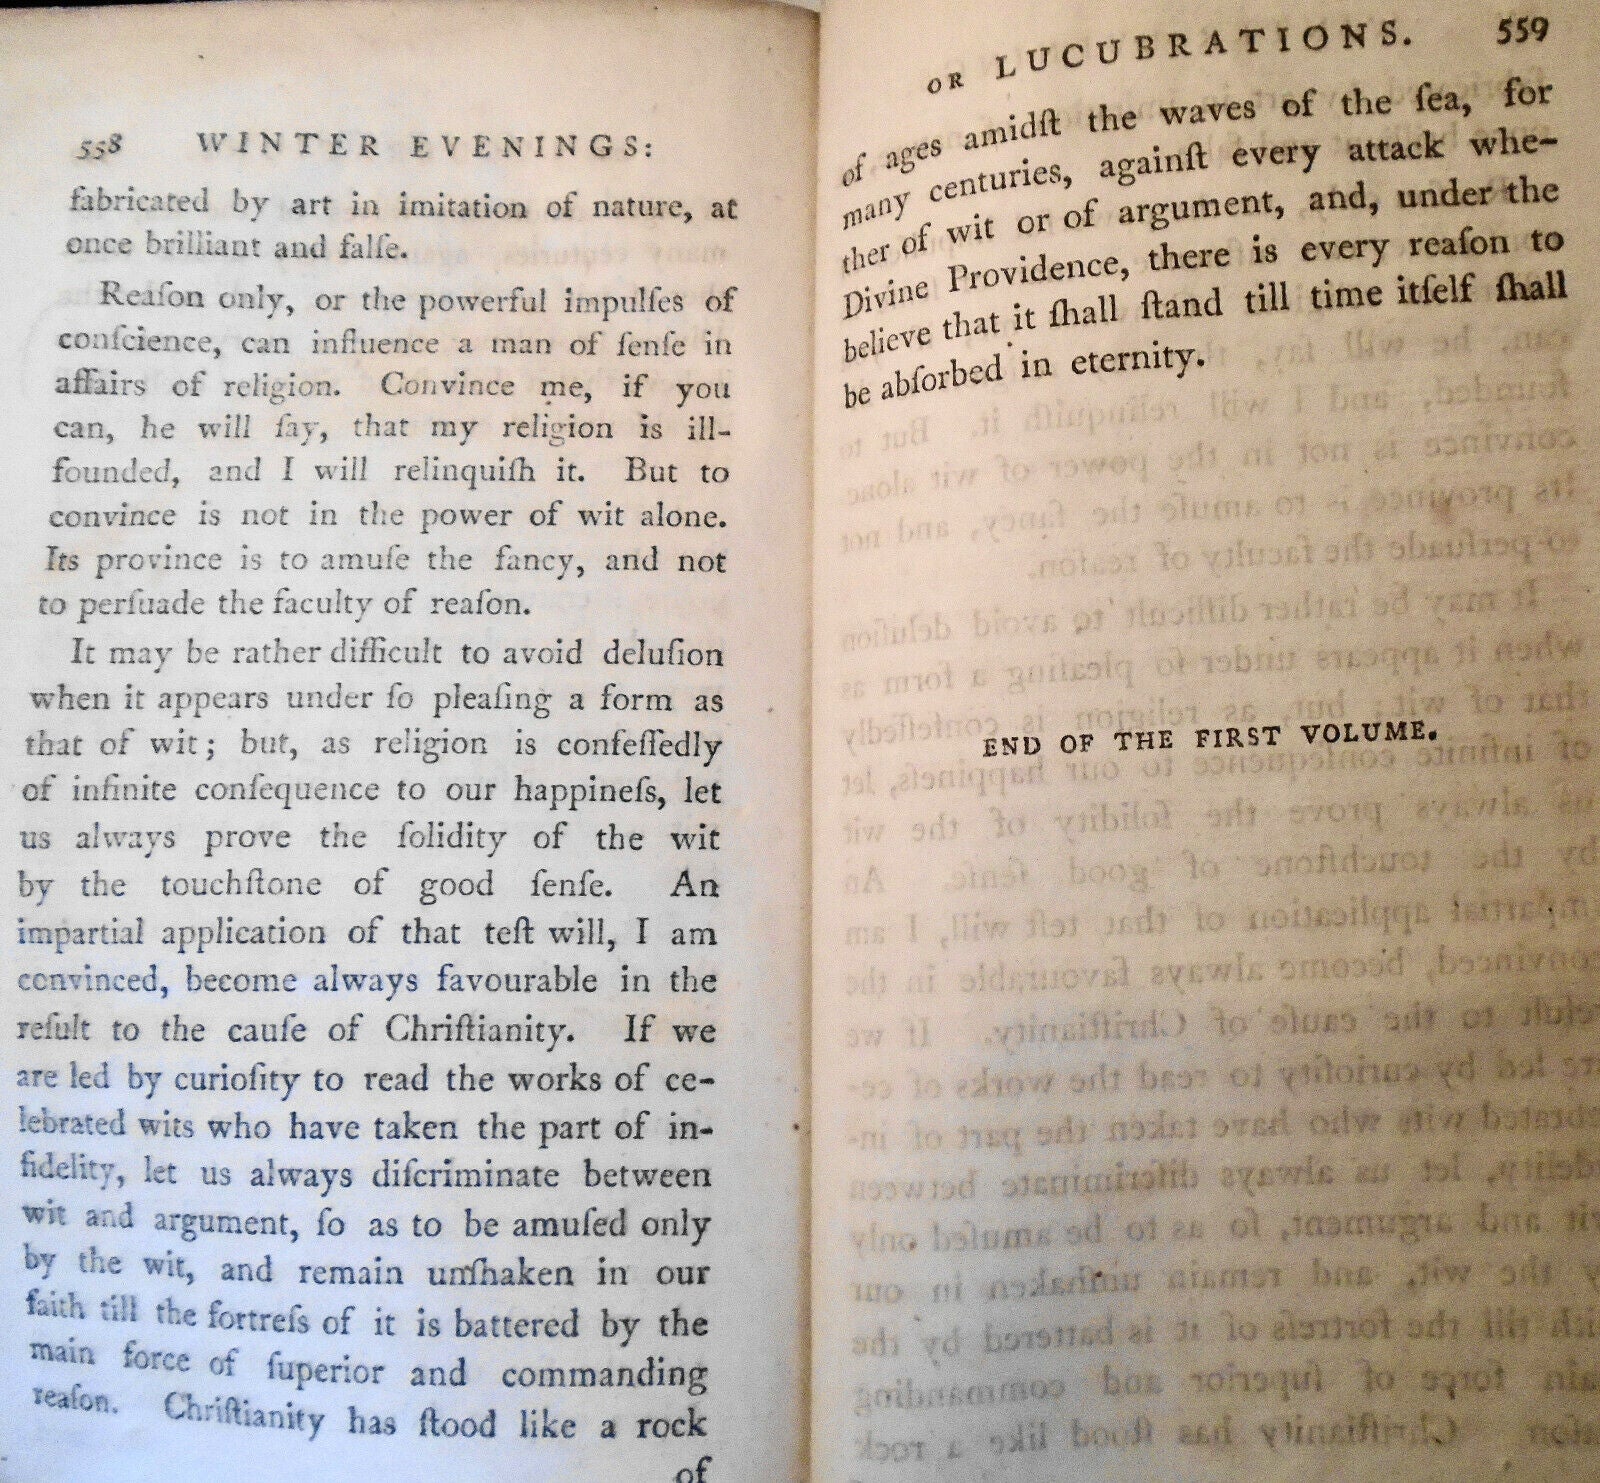 558 WINTER EVENINGS:
fabricated by art in imitation of nature, at
once brilliant and falſe.
Reaſon only, or the powerful impulſes of
conſcience, can influence a man of ſenſe in
affairs of religion. Convince me, if you
can, he will ſay, that my religion is ill-
founded, and I will relinquiſh it. But to
convince is not in the power of wit alone.
Its province is to amuſe the fancy, and not
to perſuade the faculty of reaſon.
It may be rather difficult to avoid deluſion
when it appears under ſo pleaſing a form as
that of wit; but, as religion is confeſſedly
of infinite conſequence to our happineſs, let
us always prove the ſolidity of the wit
by the touchſtone of good ſenſe. An
impartial application of that teſt will, I am
convinced, become always favourable in the
reſult to the cauſe of Chriſtianity. If we
are led by curioſity to read the works of ce-
lebrated wits who have taken the part of in-
fidelity, let us always diſcriminate between
wit and argument, ſo as to be amuſed only
by the wit, and remain unſhaken in our
faith till the fortreſs of it is battered by the
main force of ſuperior and commanding
reaſon. Chriſtianity has ſtood like a rock
of
OR LUCUBRATIONS. 559
of ages amidſt the waves of the ſea, for
many centuries, againſt every attack whe-
ther of wit or of argument, and, under the
Divine Providence, there is every reaſon to
believe that it ſhall ſtand till time itſelf ſhall
be abſorbed in eternity.
END OF THE FIRST VOLUME.